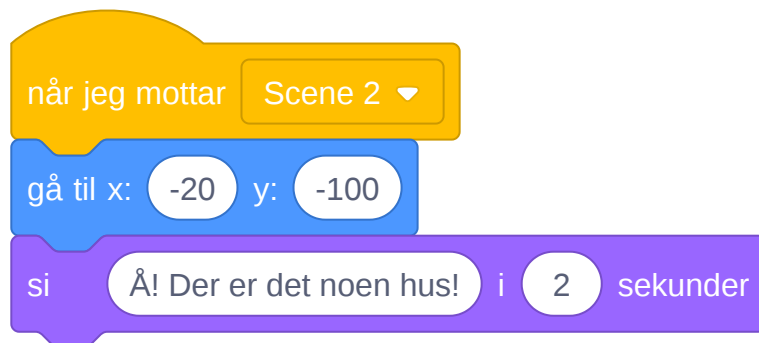 når jeg mottar Scene 2
gå til x: -20 y: -100
si Å! Der er det noen hus! i 2 sekunder